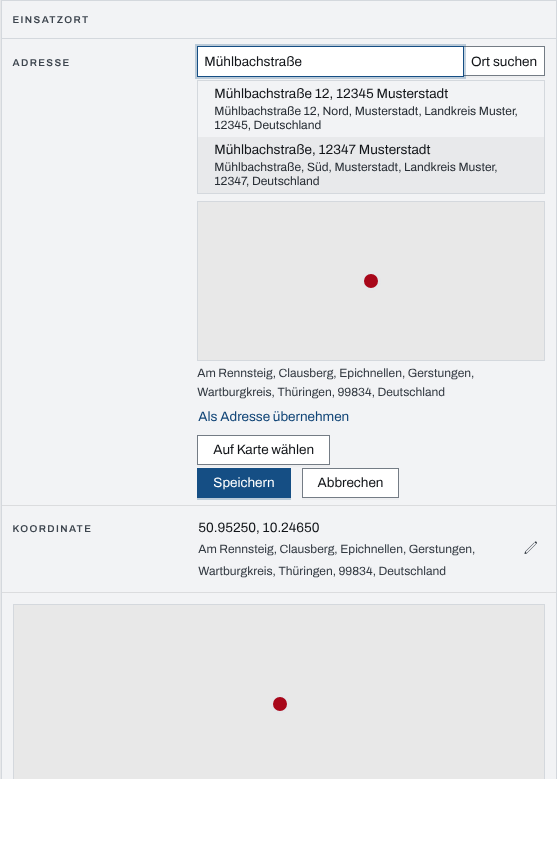 EINSATZORT
ADRESSE
Mühlbachstraße
Ort suchen
Mühlbachstraße 12, 12345 Musterstadt
Mühlbachstraße 12, Nord, Musterstadt, Landkreis Muster,
12345, Deutschland
Mühlbachstraße, 12347 Musterstadt
Mühlbachstraße, Süd, Musterstadt, Landkreis Muster,
12347, Deutschland
Am Rennsteig, Clausberg, Epichnellen, Gerstungen,
Wartburgkreis, Thüringen, 99834, Deutschland
Als Adresse übernehmen
Auf Karte wählen
Speichern
Abbrechen
KOORDINATE
50.95250, 10.24650
Am Rennsteig, Clausberg, Epichnellen, Gerstungen,
Wartburgkreis, Thüringen, 99834, Deutschland